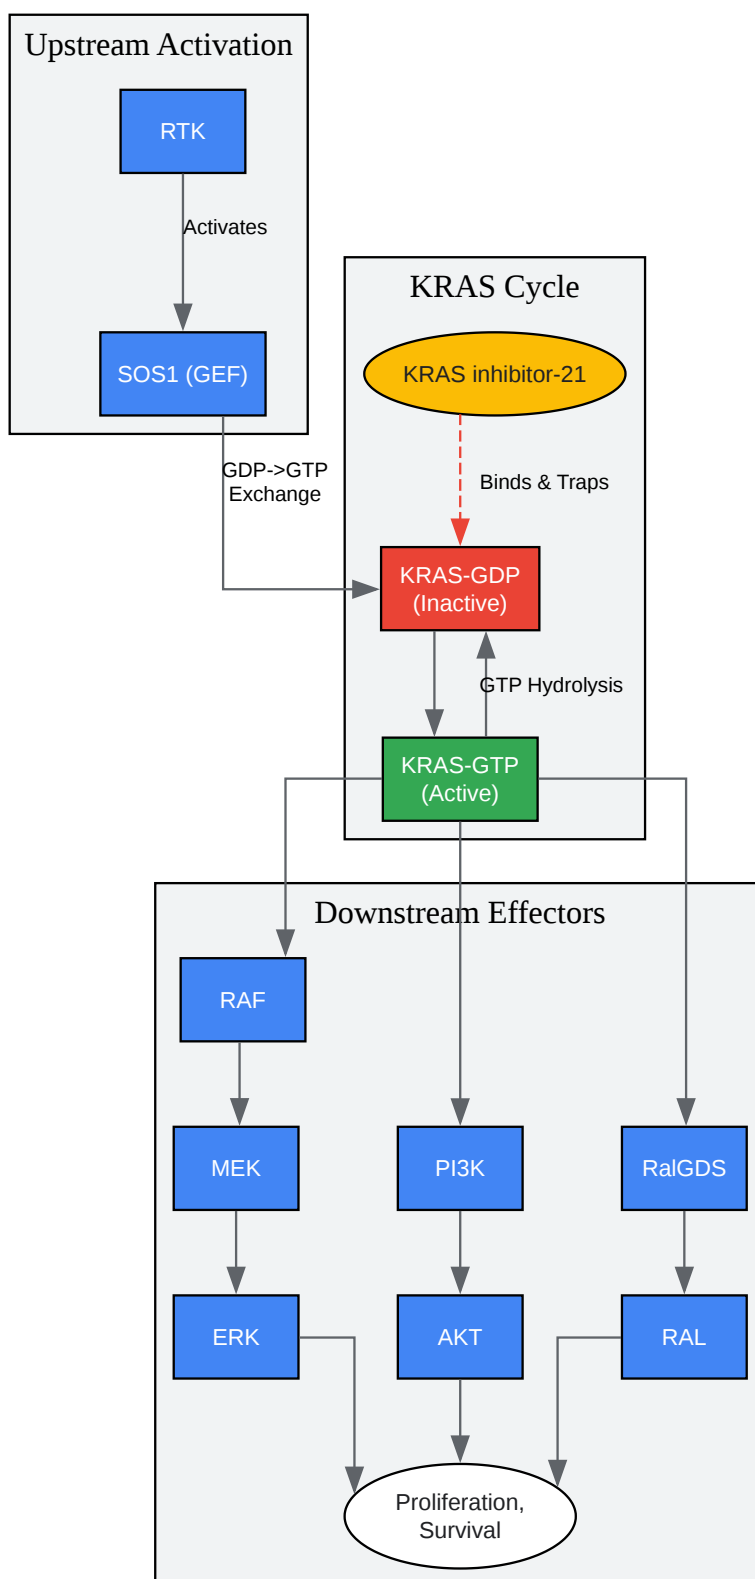 Upstream Activation
RTK
Activates
SOS1 (GEF)
GDP->GTP
Exchange
KRAS Cycle
KRAS inhibitor-21
Binds & Traps
KRAS-GDP
(Inactive)
GTP Hydrolysis
KRAS-GTP
(Active)
Downstream Effectors
RAF
MEK
PI3K
RalGDS
ERK
AKT
RAL
Proliferation,
Survival